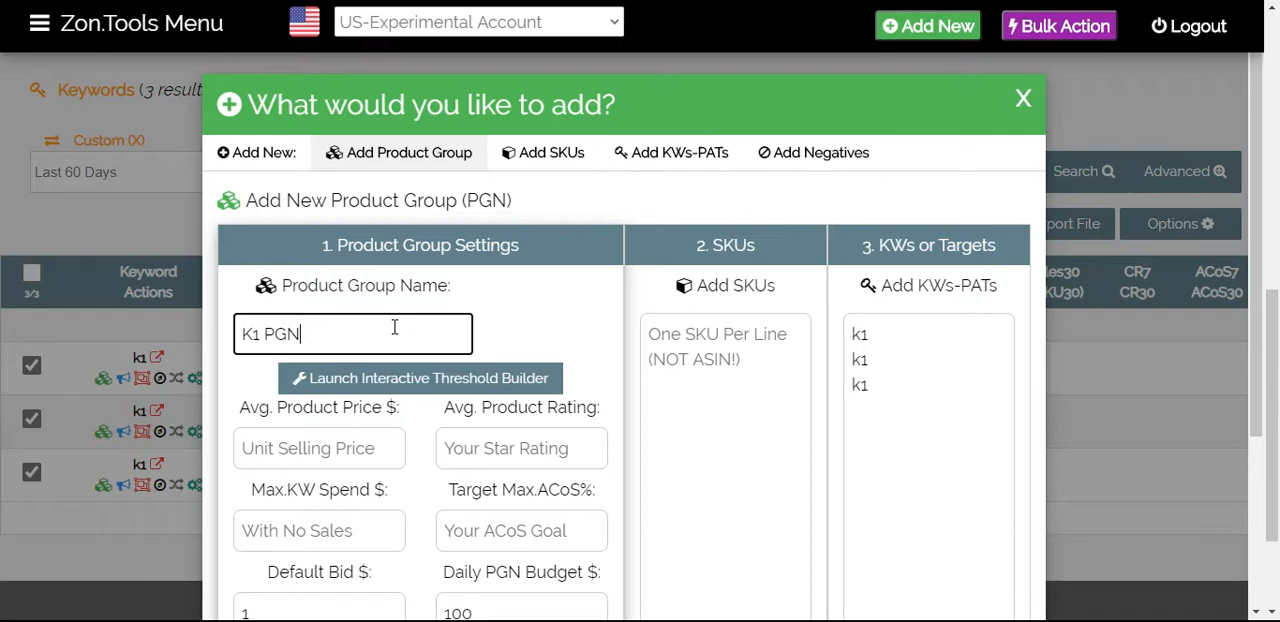 Zon.Tools Menu
US-Experimental Account
Add New
Bulk Action
Logout
Keywords (3 result
Custom (X)
Last 60 Days
Search
Advanced
port File
Options
3/3
Keyword
Actions
les30
KU30)
CR7
CR30
ACoS7
ACoS30
k1
k1
k1
What would you like to add?
X
Add New:
Add Product Group
Add SKUs
Add KWs-PATs
Add Negatives
Add New Product Group (PGN)
1. Product Group Settings
2. SKUs
3. KWs or Targets
Product Group Name:
Add SKUs
Add KWs-PATs
K1 PGN
One SKU Per Line
(NOT ASIN!)
k1
k1
k1
Launch Interactive Threshold Builder
Avg. Product Price $:
Avg. Product Rating:
Unit Selling Price
Your Star Rating
Max.KW Spend $:
Target Max.ACoS%:
With No Sales
Your ACoS Goal
Default Bid $:
Daily PGN Budget $:
1
100